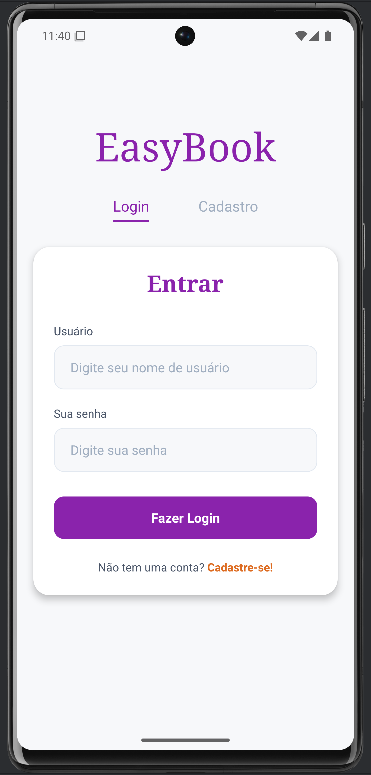 11:40
EasyBook
Login Cadastro
Entrar
Usuário
Digite seu nome de usuário
Sua senha
Digite sua senha
Fazer Login
Não tem uma conta? Cadastre-se!